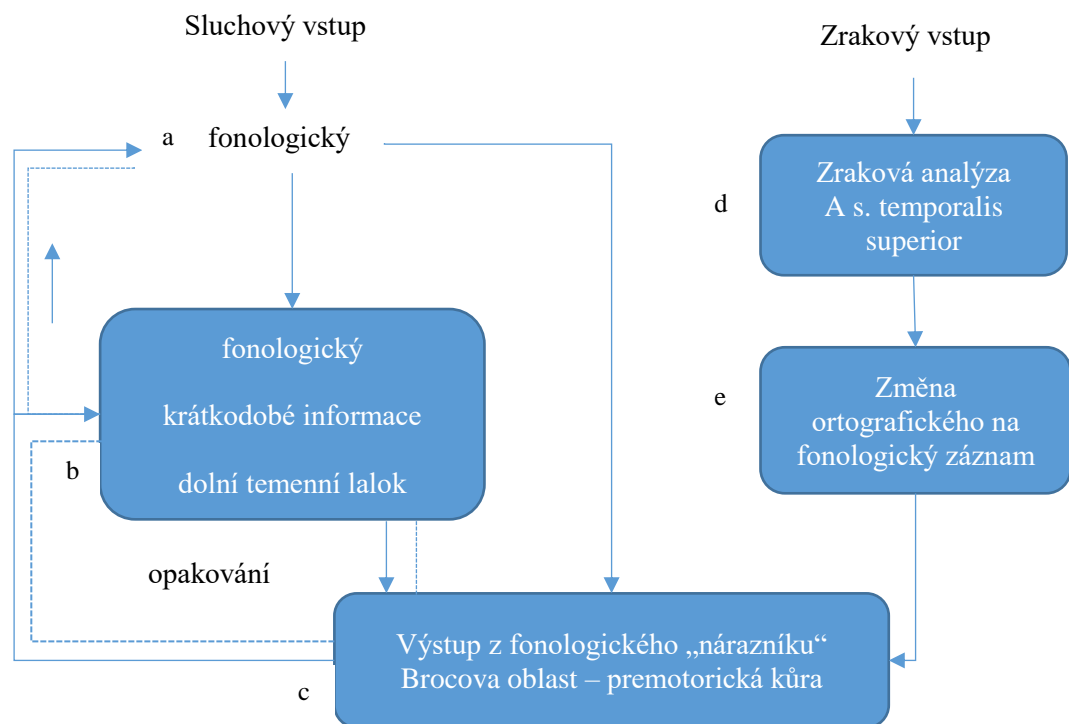 Sluchový vstup
Zrakový vstup
a
fonologický
d
Zraková analýza
A s. temporalis
superior
fonologický
krátkodobé informace
dolní temenní lalok
b
e
Změna
ortografického na
fonologický záznam
opakování
Výstup z fonologického „nárazníku“
Brocova oblast – premotorická kůra
c